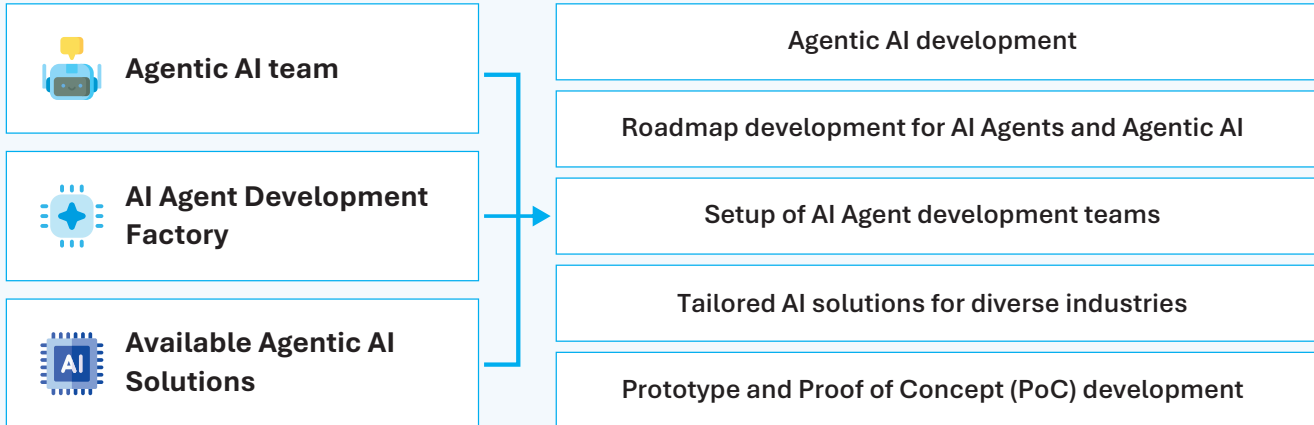 Agentic AI team
AI Agent Development
Factory
AI
Available Agentic AI
Solutions
Agentic AI development
Roadmap development for AI Agents and Agentic AI
Setup of AI Agent development teams
Tailored AI solutions for diverse industries
Prototype and Proof of Concept (PoC) development